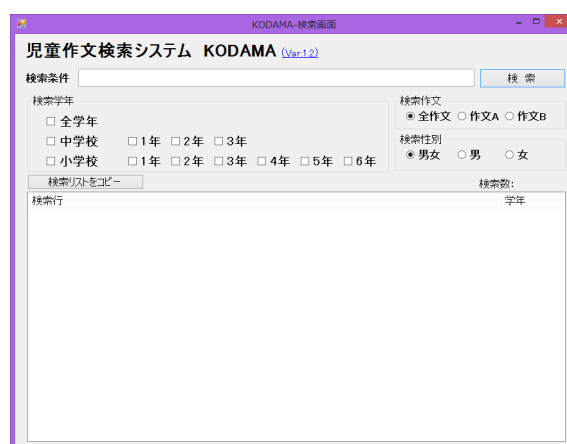 KODAMA-検索画面
児童作文検索システム KODAMA (Var.1.2)
検索条件
検 索
検索学年
全学年
中学校 1年 2年 3年
小学校 1年 2年 3年 4年 5年 6年
検索作文
全作文 作文A 作文B
検索性別
男女 男 女
検索リストをコピー
検索数:
検索行 学年